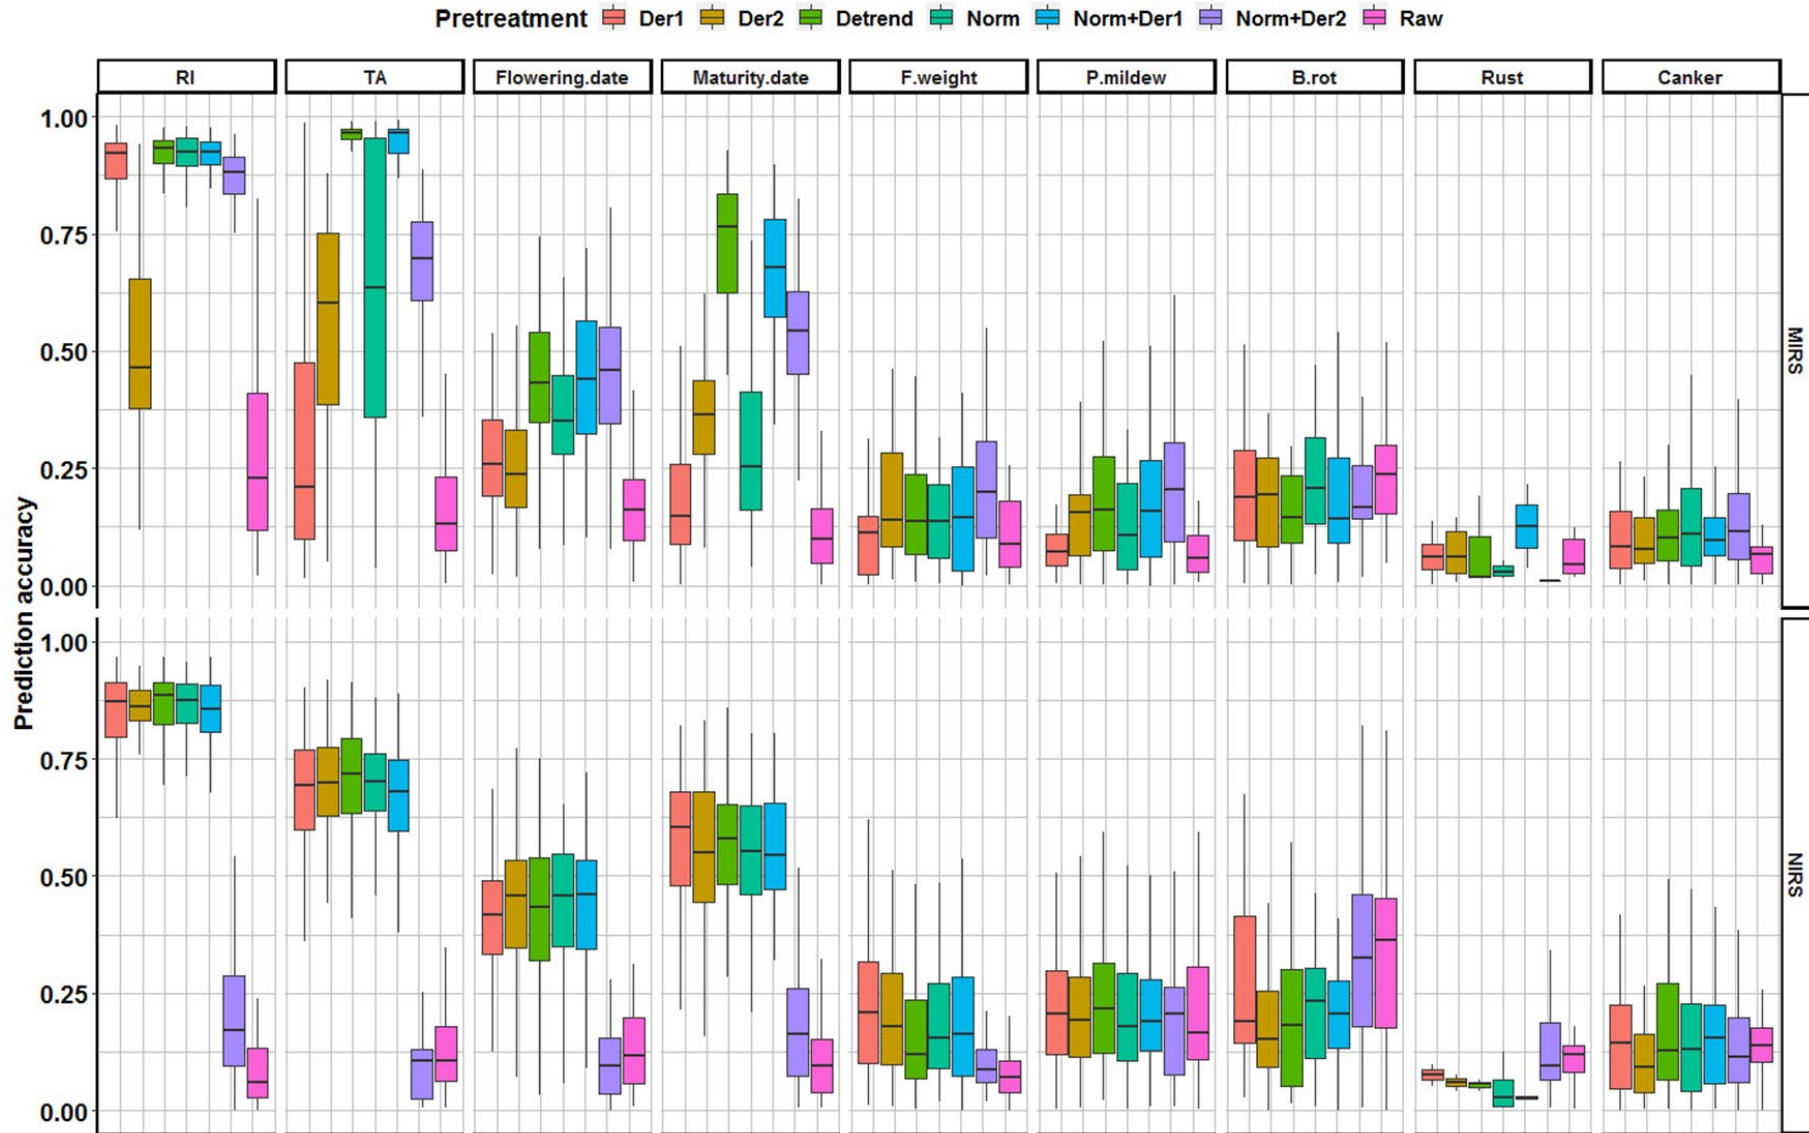 Pretreatment Der1 Der2 Detrend Norm Norm+Der1 Norm+Der2 Raw
RI TA Flowering.date Maturity.date F.weight P.mildew B.rot Rust Canker
1.00
0.75
0.50
0.25
0.00
MIRS
Prediction accuracy
1.00
0.75
0.50
0.25
0.00
NIRS